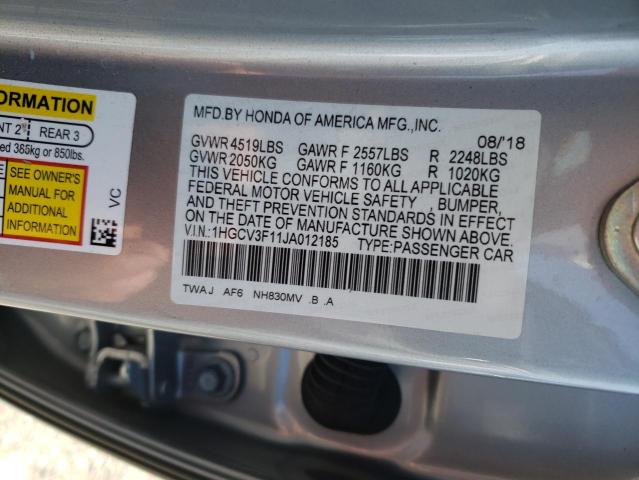 ORMATION
NT 2 REAR 3
ed 385kg or 850lbs.
SEE OWNER'S
MANUAL FOR
ADDITIONAL
INFORMATION
VC
MFD.BY HONDA OF AMERICA MFG.,INC. 08/'18
GVWR 4519LBS GAWR F 2557LBS R 2248LBS
GVWR 2050KG GAWR F 1160KG R 1020KG
THIS VEHICLE CONFORMS TO ALL APPLICABLE
FEDERAL MOTOR VEHICLE SAFETY , BUMPER,
AND THEFT PREVENTION STANDARDS IN EFFECT
ON THE DATE OF MANUFACTURE SHOWN ABOVE.
V.I.N.:1HGCV3F11JA012185 TYPE:PASSENGER CAR
TWAJ AF6 NH830MV .B .A